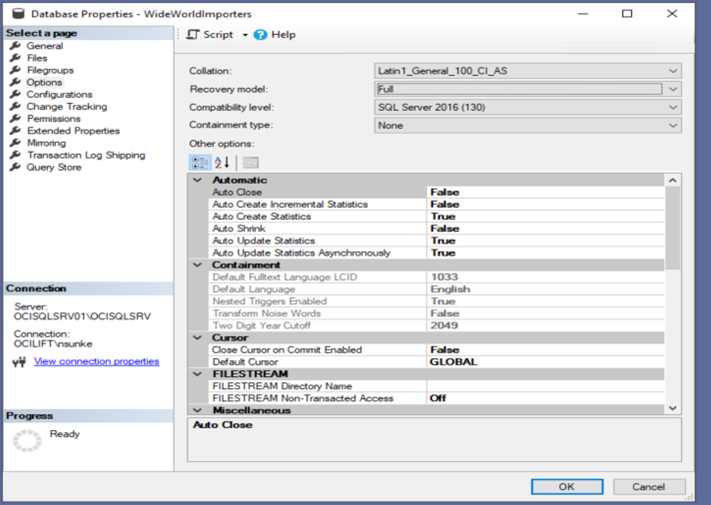 Database Properties - WideWorldImporters
Select a page
General
Files
Filegroups
Options
Configurations
Change Tracking
Permissions
Extended Properties
Mirroring
Transaction Log Shipping
Query Store
Connection
Server:
OCISQLSRV01\OCISQLSRV
Connection:
OCILIFT\nsunke
View connection properties
Progress
Ready
Script Help
Collation: Latin1_General_100_CI_AS
Recovery model: Full
Compatibility level: SQL Server 2016 (130)
Containment type: None
Other options:
Automatic
Auto Close False
Auto Create Incremental Statistics False
Auto Create Statistics True
Auto Shrink False
Auto Update Statistics True
Auto Update Statistics Asynchronously True
Containment
Default Fulltext Language LCID 1033
Default Language English
Nested Triggers Enabled True
Transform Noise Words False
Two Digit Year Cutoff 2049
Cursor
Close Cursor on Commit Enabled False
Default Cursor GLOBAL
FILESTREAM
FILESTREAM Directory Name
FILESTREAM Non-Transacted Access Off
Miscellaneous
Auto Close
OK Cancel